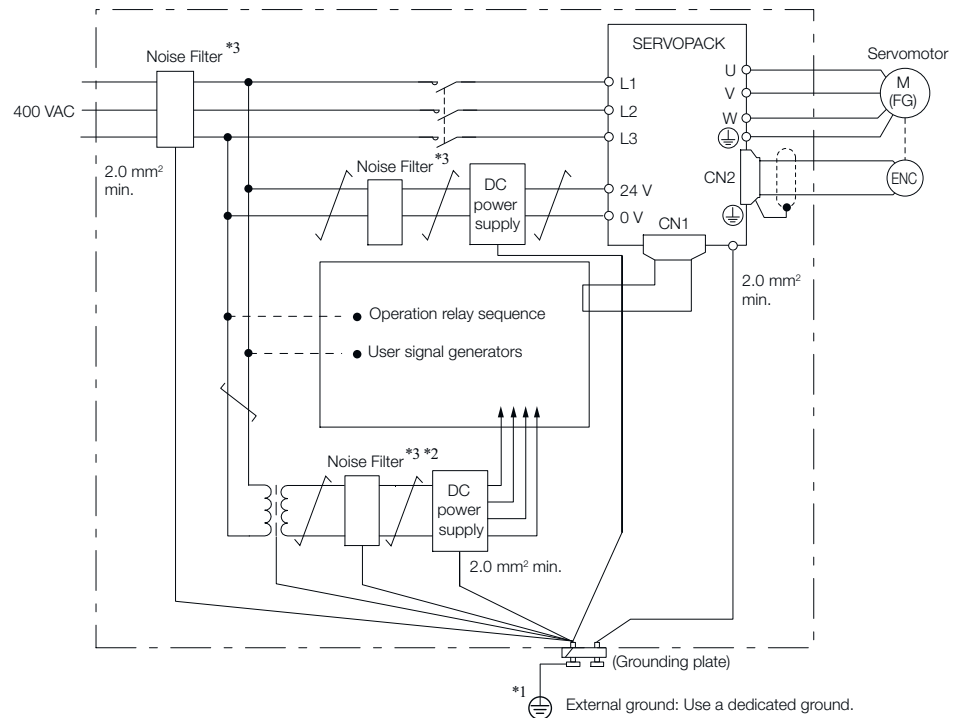 Noise Filter *3
SERVOPACK
Servomotor
400 VAC
L1
L2
L3
U
V
W
M
(FG)
2.0 mm²
min.
Noise Filter *3
DC
power
supply
24 V
0 V
CN2
ENC
CN1
2.0 mm²
min.
Operation relay sequence
User signal generators
Noise Filter *3 *2
DC
power
supply
2.0 mm² min.
(Grounding plate)
*1
External ground: Use a dedicated ground.